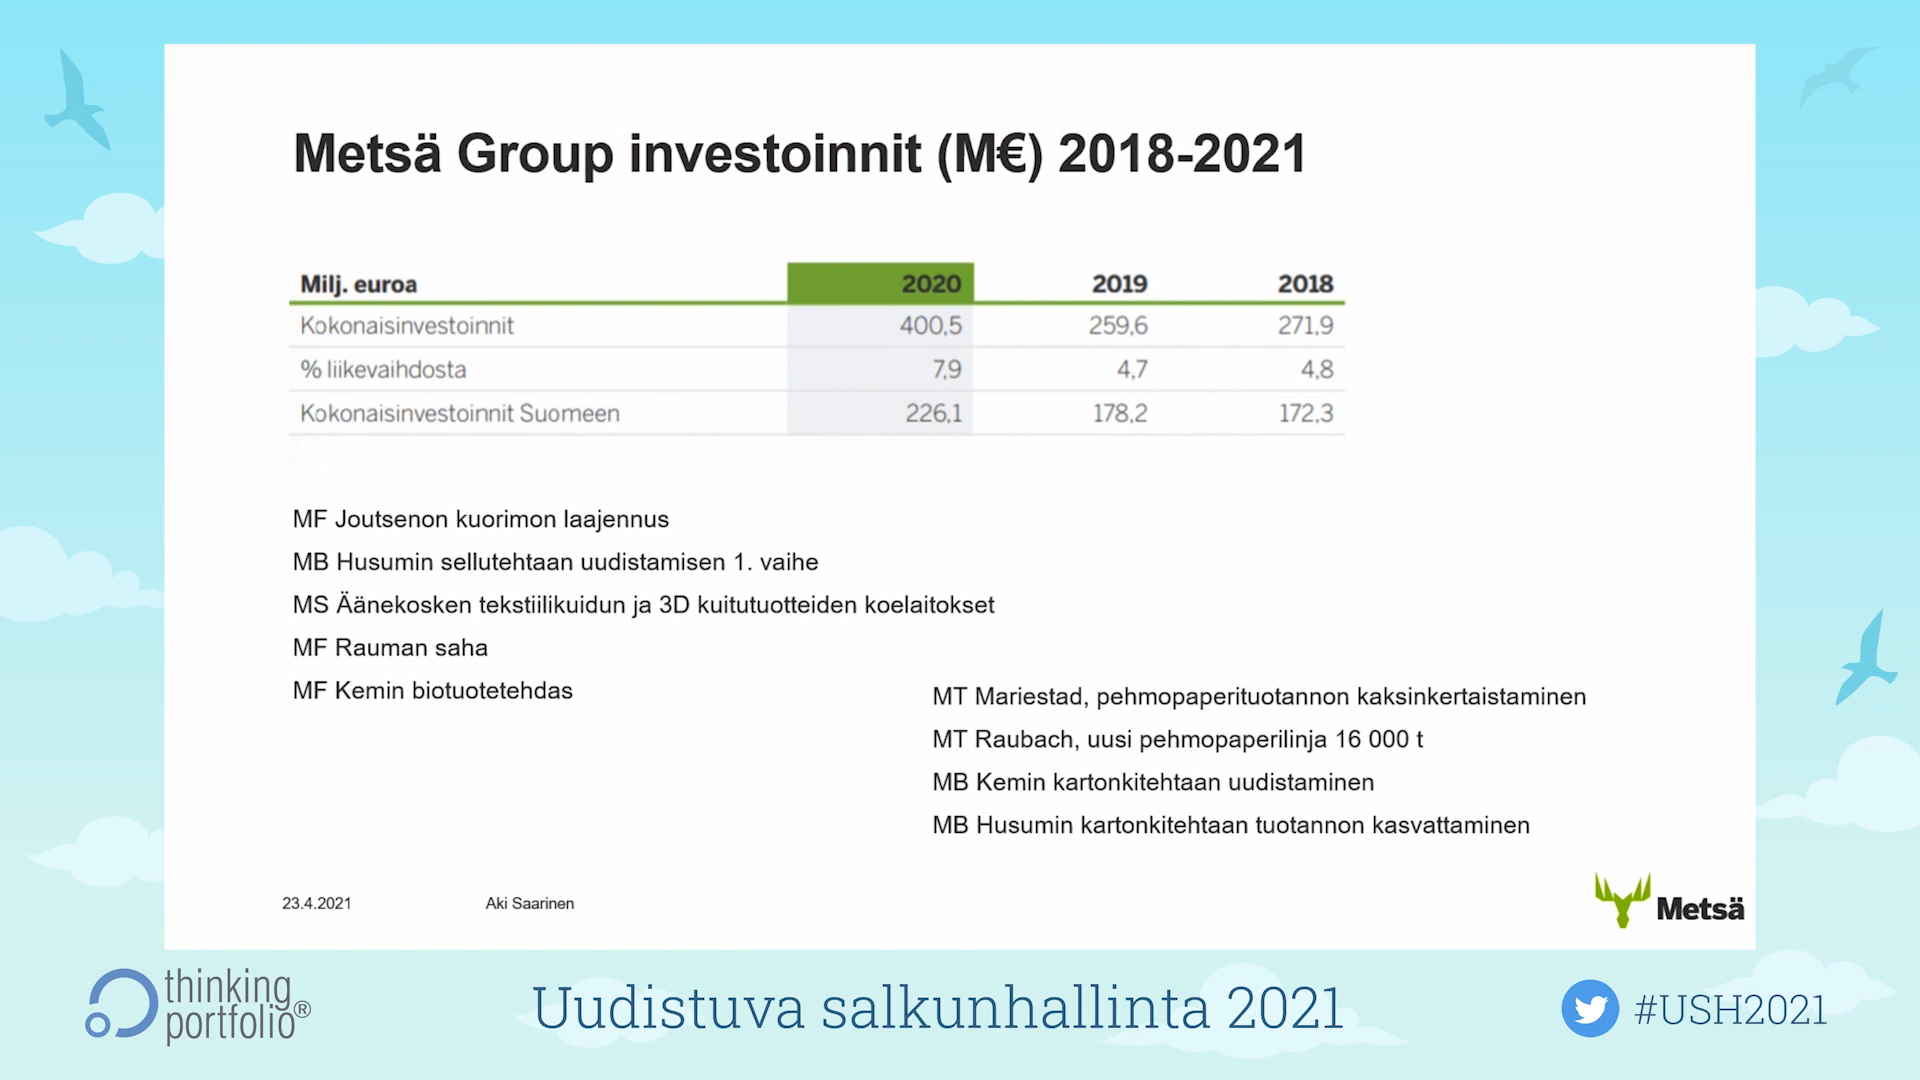 Metsä Group investoinnit (M€) 2018-2021
Milj. euroa 2020 2019 2018
Kokonaisinvestoinnit 400,5 259,6 271,9
% liikevaihdosta 7,9 4,7 4,8
Kokonaisinvestoinnit Suomeen 226,1 178,2 172,3
MF Joutsenon kuorimon laajennus
MB Husumin sellutehtaan uudistamisen 1. vaihe
MS Äänekosken tekstiilikuidun ja 3D kuitutuotteiden koelaitokset
MF Rauman saha
MF Kemin biotuotetehdas
MT Mariestad, pehmopaperituotannon kaksinkertaistaminen
MT Raubach, uusi pehmopaperilinja 16 000 t
MB Kemin kartonkitehtaan uudistaminen
MB Husumin kartonkitehtaan tuotannon kasvattaminen
23.4.2021 Aki Saarinen
Metsä
thinking
portfolio®
Uudistuva salkunhallinta 2021
#USH2021